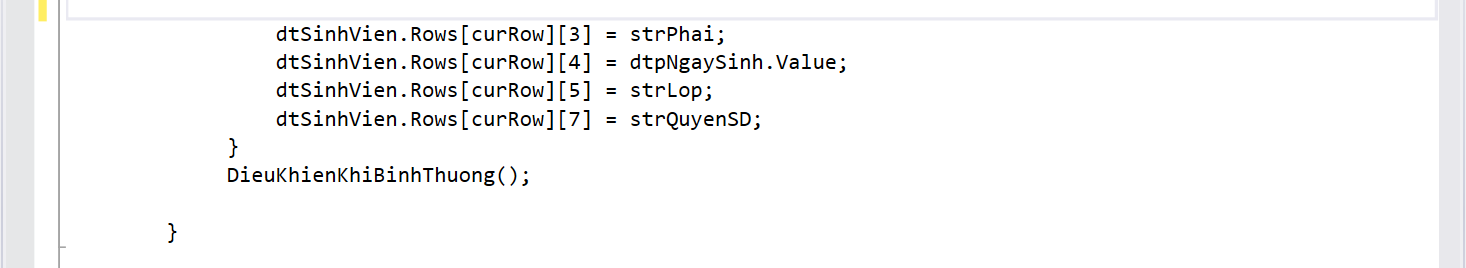 dtSinhVien.Rows[curRow][3] = strPhai;
dtSinhVien.Rows[curRow][4] = dtpNgaySinh.Value;
dtSinhVien.Rows[curRow][5] = strLop;
dtSinhVien.Rows[curRow][7] = strQuyenSD;
}
DieuKhienKhiBinhThuong();
}